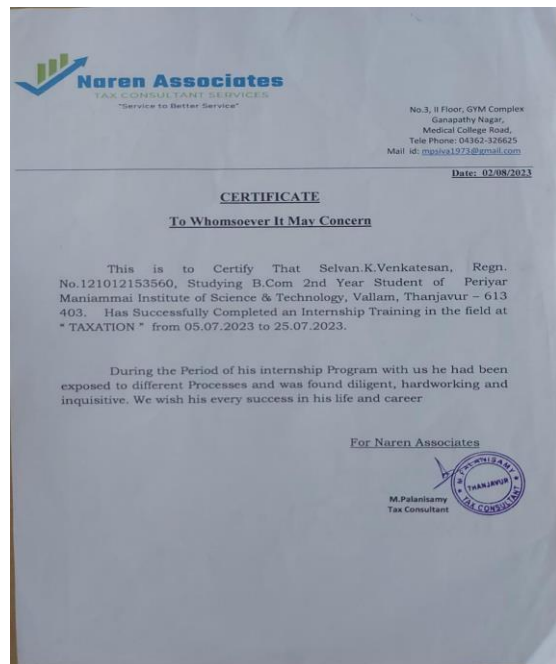 Naren Associates
TAX CONSULTANT SERVICES
"Service to Better Service"
No.3, II Floor, GYM Complex
Ganapathy Nagar,
Medical College Road,
Tele Phone: 04362-326625
Mail id: mpsiva1973@gmail.com
Date: 02/08/2023
CERTIFICATE
To Whomsoever It May Concern
This is to Certify That Selvan.K.Venkatesan, Regn.
No.121012153560, Studying B.Com 2nd Year Student of Periyar
Maniammai Institute of Science & Technology, Vallam, Thanjavur – 613
403. Has Successfully Completed an Internship Training in the field at
" TAXATION " from 05.07.2023 to 25.07.2023.
During the Period of his internship Program with us he had been
exposed to different Processes and was found diligent, hardworking and
inquisitive. We wish his every success in his life and career
For Naren Associates
M.Palanisamy
Tax Consultant
M.PALANISAMY
THANJAVUR
TAX CONSULTANT